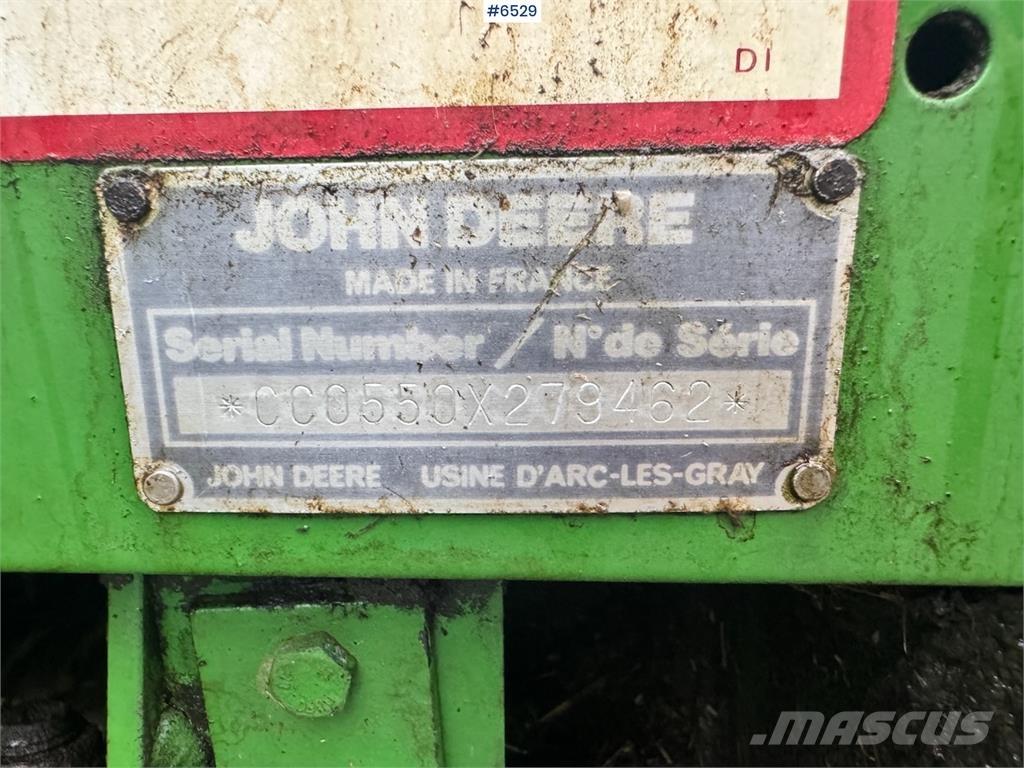 #6529
DI
JOHN DEERE
MADE IN FRANCE
Serial Number / N° de Série
*CC0550X279462*
JOHN DEERE USINE D'ARC-LES-GRAY
MASCUS